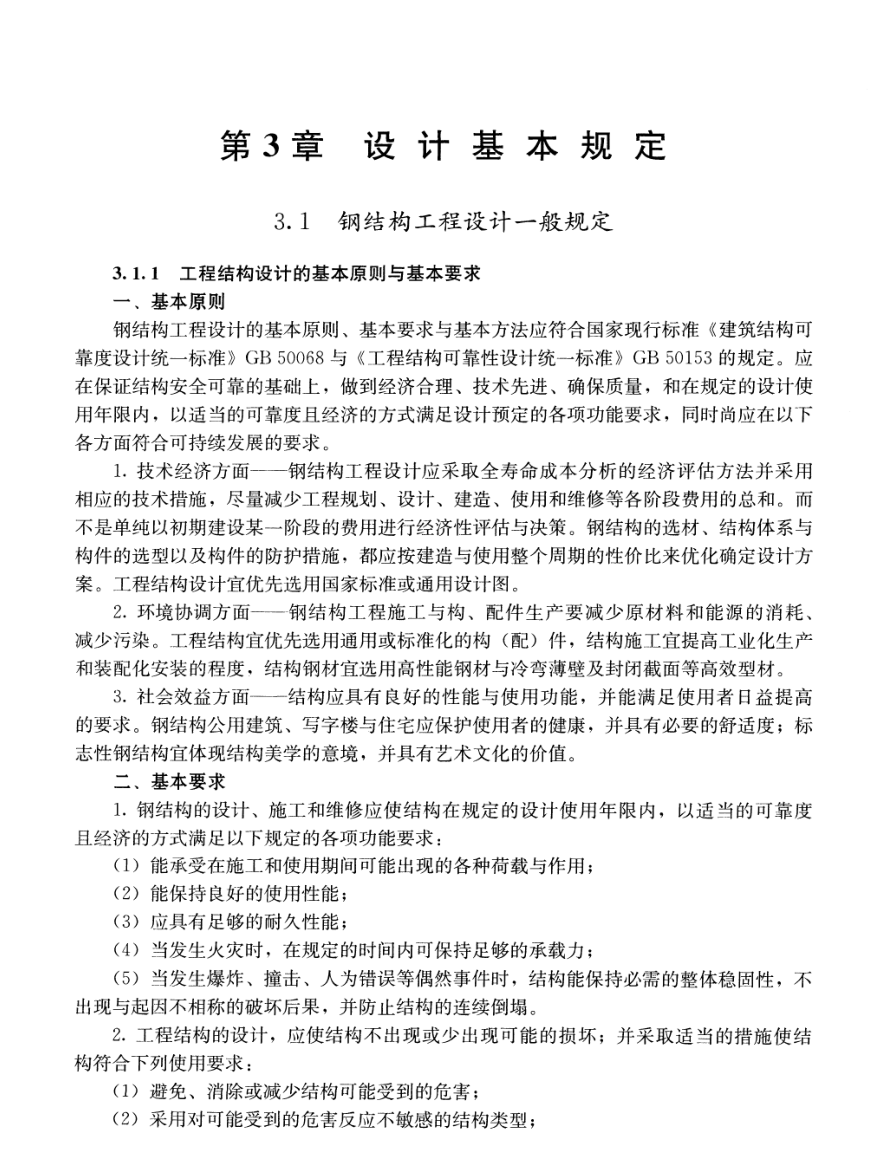 第3章 设计基本规定
3.1 钢结构工程设计一般规定
3.1.1 工程结构设计的基本原则与基本要求
一、基本原则
钢结构工程设计的基本原则、基本要求与基本方法应符合国家现行标准《建筑结构可
靠度设计统一标准》GB 50068 与《工程结构可靠性设计统一标准》GB 50153 的规定。应
在保证结构安全可靠的基础上，做到经济合理、技术先进、确保质量，和在规定的设计使
用年限内，以适当的可靠度且经济的方式满足设计预定的各项功能要求，同时尚应在以下
各方面符合可持续发展的要求。
1. 技术经济方面——钢结构工程设计应采取全寿命成本分析的经济评估方法并采用
相应的技术措施，尽量减少工程规划、设计、建造、使用和维修等各阶段费用的总和。而
不是单纯以初期建设某一阶段的费用进行经济性评估与决策。钢结构的选材、结构体系与
构件的选型以及构件的防护措施，都应按建造与使用整个周期的性价比来优化确定设计方
案。工程结构设计宜优先选用国家标准或通用设计图。
2. 环境协调方面——钢结构工程施工与构、配件生产要减少原材料和能源的消耗、
减少污染。工程结构宜优先选用通用或标准化的构（配）件，结构施工宜提高工业化生产
和装配化安装的程度，结构钢材宜选用高性能钢材与冷弯薄壁及封闭截面等高效型材。
3. 社会效益方面——结构应具有良好的性能与使用功能，并能满足使用者日益提高
的要求。钢结构公用建筑、写字楼与住宅应保护使用者的健康，并具有必要的舒适度；标
志性钢结构宜体现结构美学的意境，并具有艺术文化的价值。
二、基本要求
1. 钢结构的设计、施工和维修应使结构在规定的设计使用年限内，以适当的可靠度
且经济的方式满足以下规定的各项功能要求：
（1）能承受在施工和使用期间可能出现的各种荷载与作用；
（2）能保持良好的使用性能；
（3）应具有足够的耐久性能；
（4）当发生火灾时，在规定的时间内可保持足够的承载力；
（5）当发生爆炸、撞击、人为错误等偶然事件时，结构能保持必需的整体稳固性，不
出现与起因不相称的破坏后果，并防止结构的连续倒塌。
2. 工程结构的设计，应使结构不出现或少出现可能的损坏；并采取适当的措施使结
构符合下列使用要求：
（1）避免、消除或减少结构可能受到的危害；
（2）采用对可能受到的危害反应不敏感的结构类型；